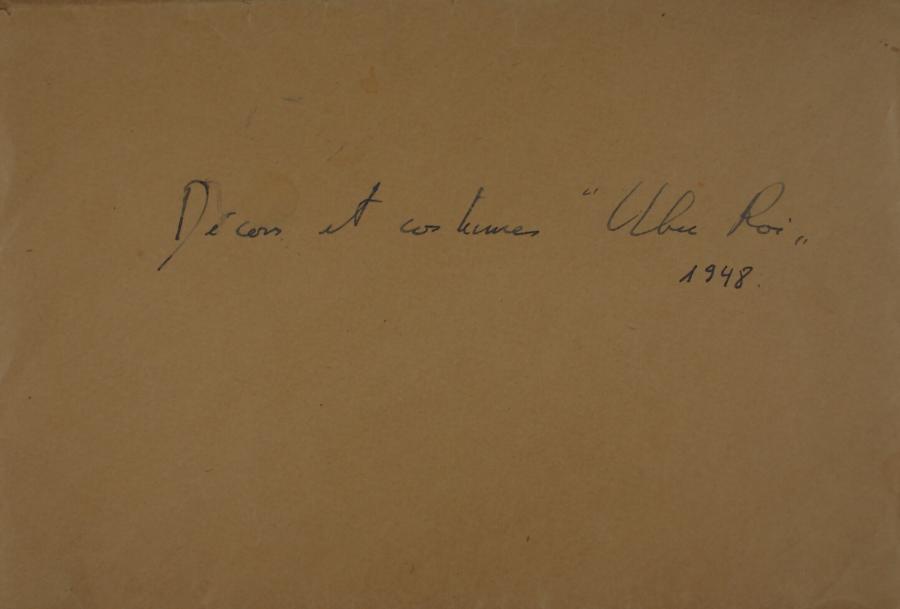 Décors et costumes "Ubu Roi"
1948.